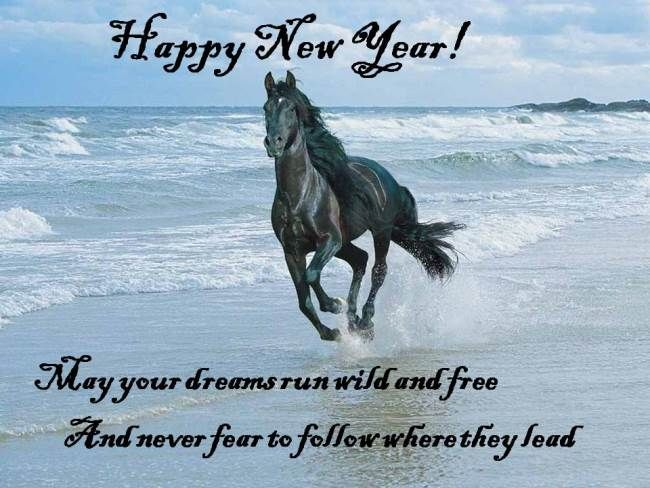 Happy New Year!
May your dreams run wild and free
And never fear to follow where they lead